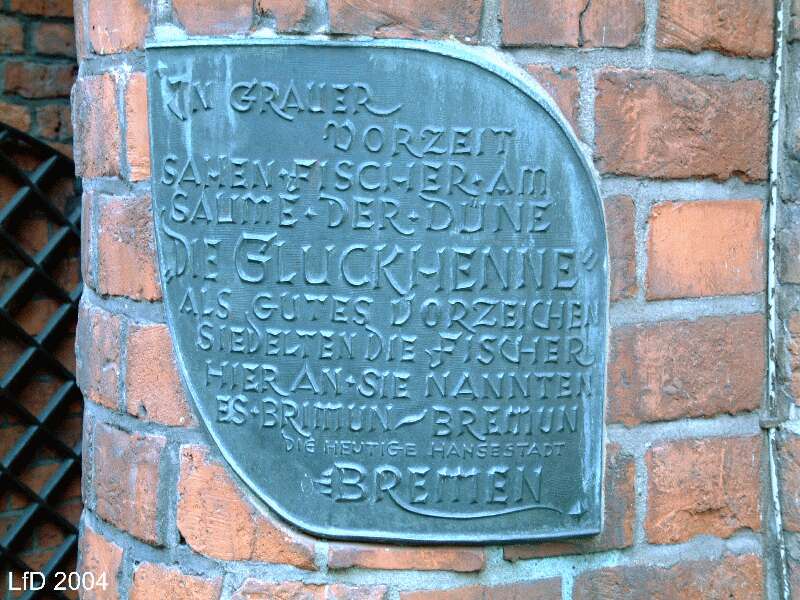 IN GRAUER
VORZEIT
SAHEN · FISCHER · AM
SAUME · DER · DÜNE
„DIE GLUCKHENNE“
ALS GUTES VORZEICHEN
SIEDELTEN DIE FISCHER
HIER AN · SIE NANNTEN
ES · BRIMUN – BREMUN
DIE HEUTIGE HANSESTADT
BREMEN
LfD 2004